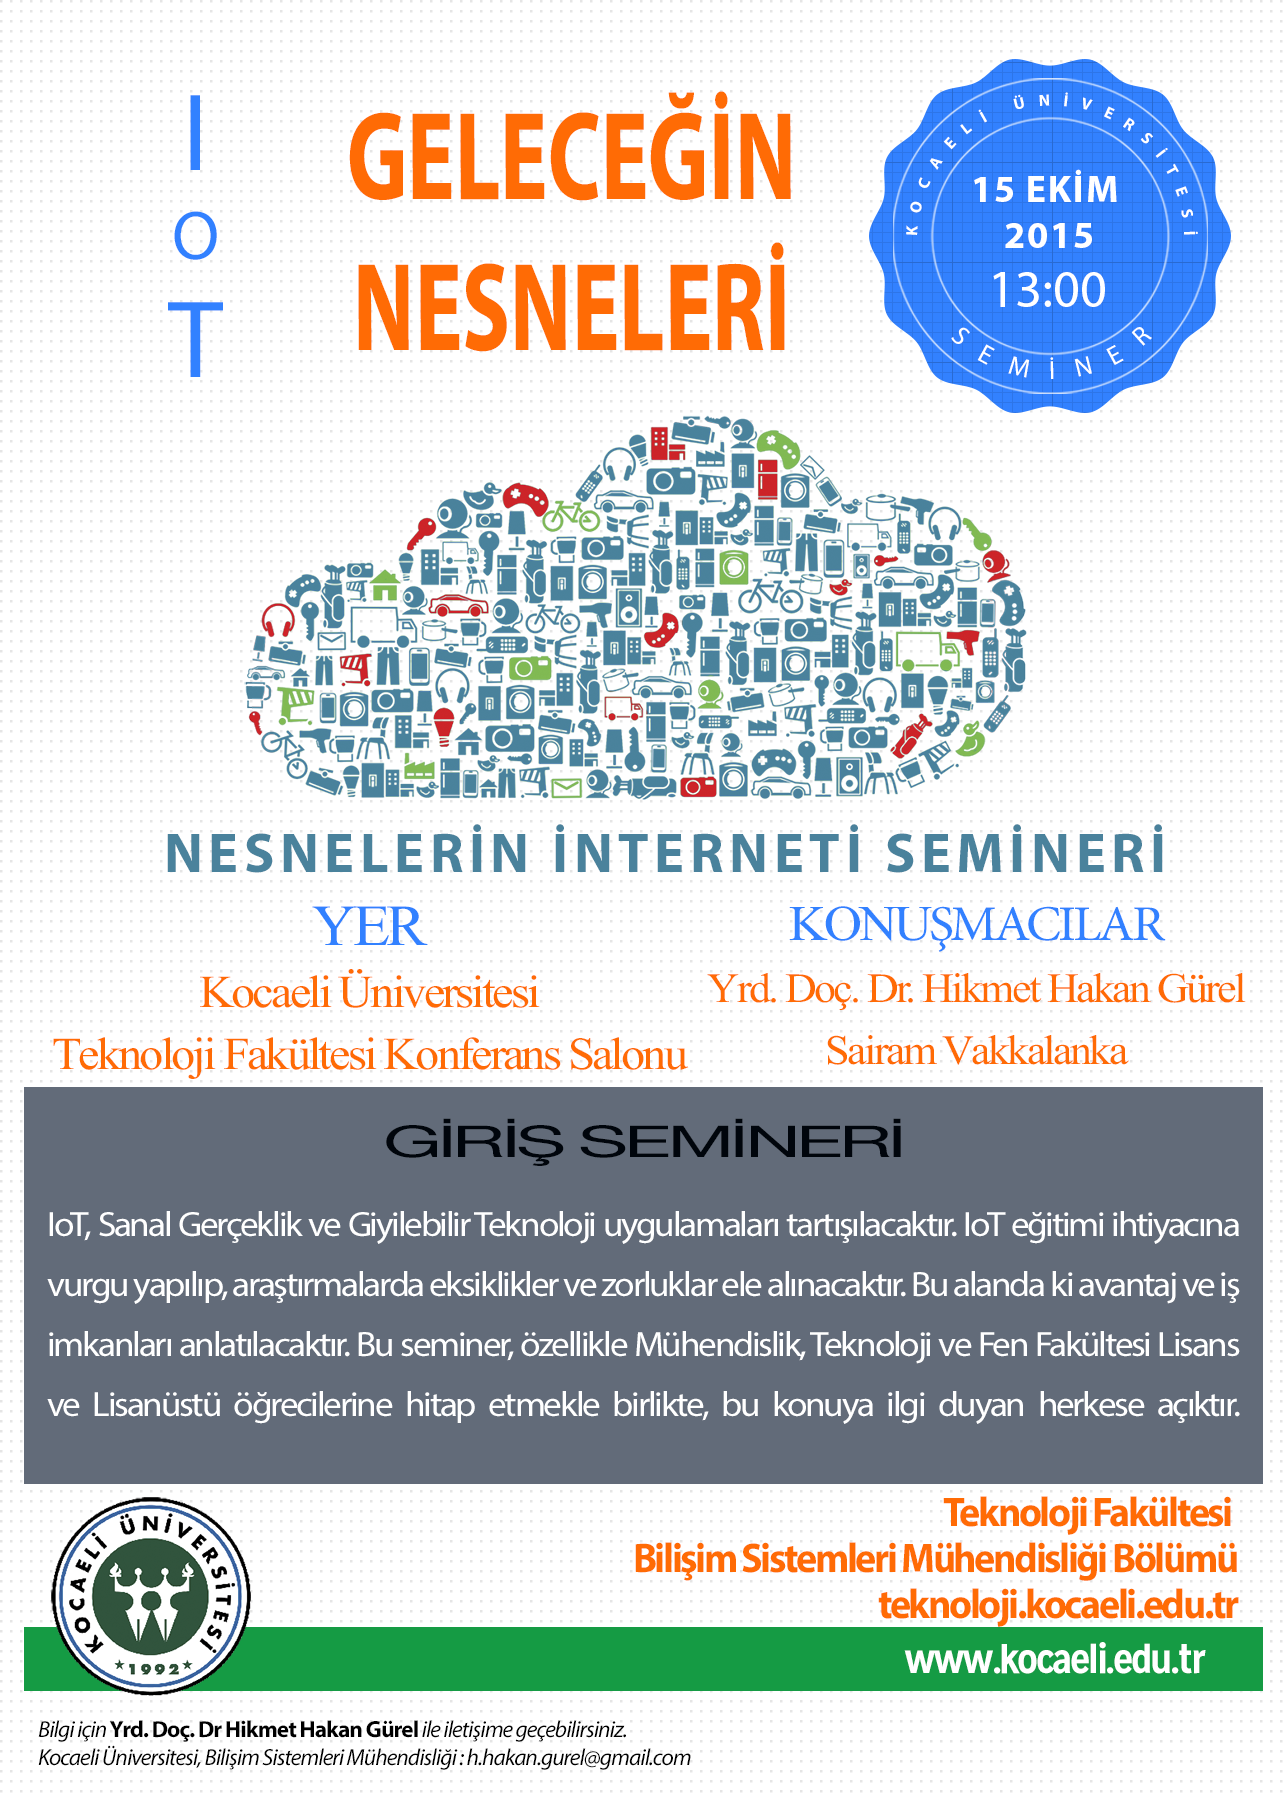 I
o
T
GELECEĞİN
NESNELERİ
KOCAELİ ÜNİVERSİTESİ
15 EKİM
2015
13:00
SEMİNER
NESNELERİN İNTERNETİ SEMİNERİ
YER
Kocaeli Üniversitesi
Teknoloji Fakültesi Konferans Salonu
KONUŞMACILAR
Yrd. Doç. Dr. Hikmet Hakan Gürel
Sairam Vakkalanka
GİRİŞ SEMİNERİ
IoT, Sanal Gerçeklik ve Giyilebilir Teknoloji uygulamaları tartışılacaktır. IoT eğitimi ihtiyacına
vurgu yapılıp, araştırmalarda eksiklikler ve zorluklar ele alınacaktır. Bu alanda ki avantaj ve iş
imkanları anlatılacaktır. Bu seminer, özellikle Mühendislik, Teknoloji ve Fen Fakültesi Lisans
ve Lisanüstü öğrecilerine hitap etmekle birlikte, bu konuya ilgi duyan herkese açıktır.
KOCAELİ ÜNİVERSİTESİ
1992
Teknoloji Fakültesi
Bilişim Sistemleri Mühendisliği Bölümü
teknoloji.kocaeli.edu.tr
www.kocaeli.edu.tr
Bilgi için Yrd. Doç. Dr Hikmet Hakan Gürel ile iletişime geçebilirsiniz.
Kocaeli Üniversitesi, Bilişim Sistemleri Mühendisliği : h.hakan.gurel@gmail.com